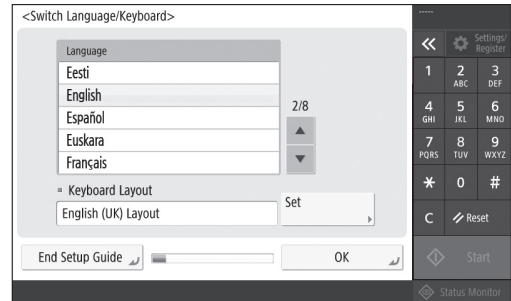 <Switch Language/Keyboard>
Language
Eesti
English
Español
Euskara
Français
2/8
Keyboard Layout
English (UK) Layout
Set
End Setup Guide
OK
-----
Settings/
Register
1
2
ABC
3
DEF
4
GHI
5
JKL
6
MNO
7
PQRS
8
TUV
9
WXYZ
*
0
#
C
Reset
Start
Status Monitor